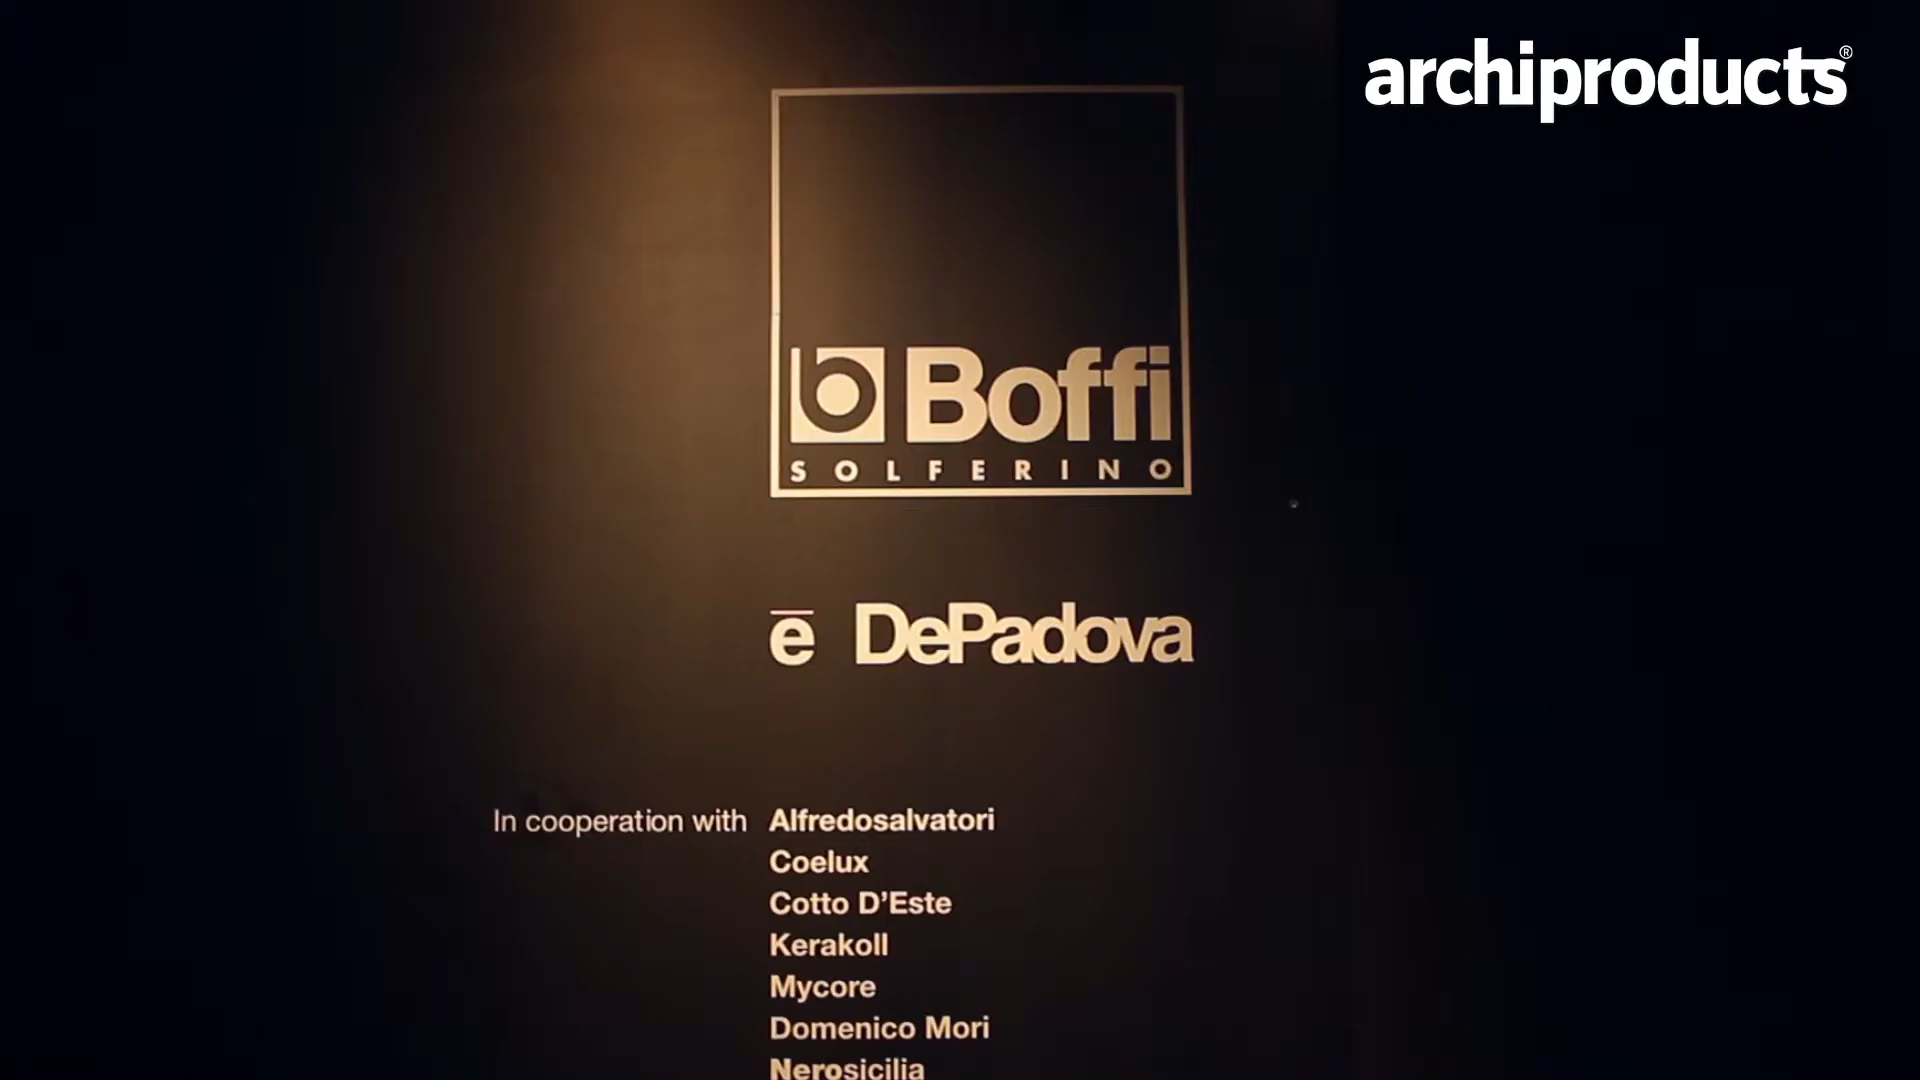 archiproducts®
Boffi
SOLFERINO
e DePadova
In cooperation with Alfredosalvatori
Coelux
Cotto D’Este
Kerakoll
Mycore
Domenico Mori
Nerosicilia